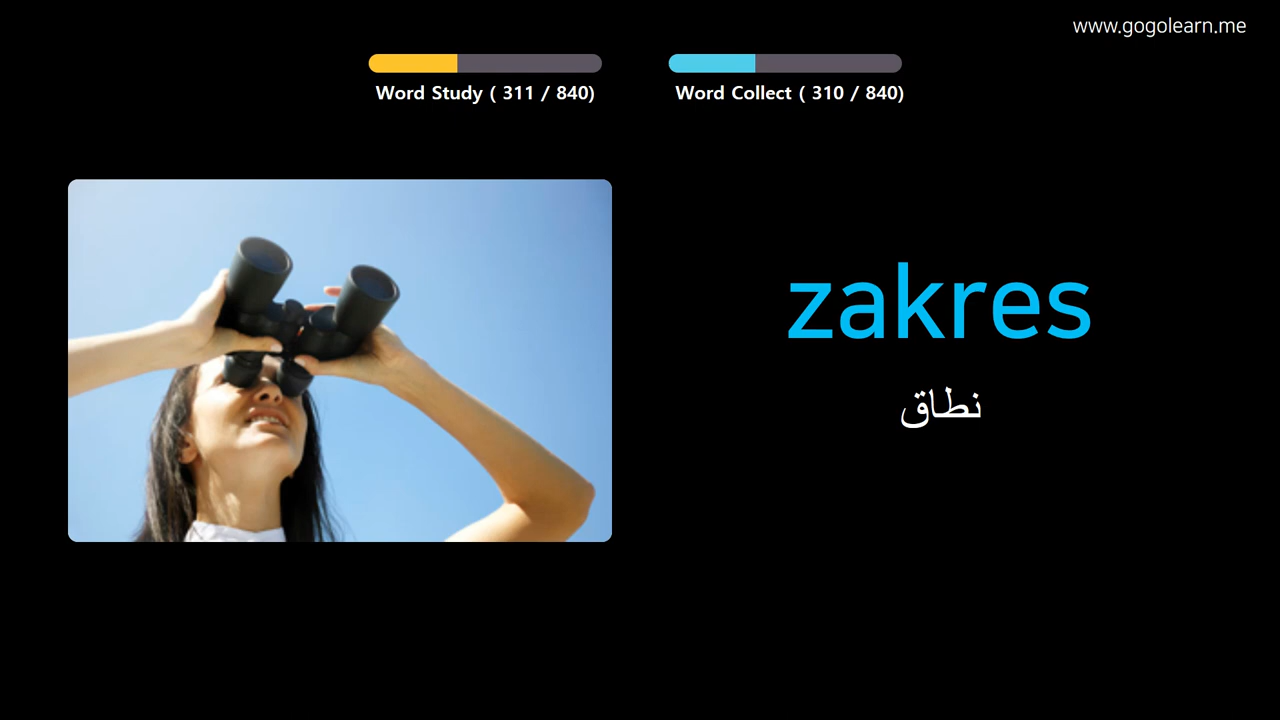 www.gogolearn.me
Word Study ( 311 / 840)
Word Collect ( 310 / 840)
zakres
نطاق